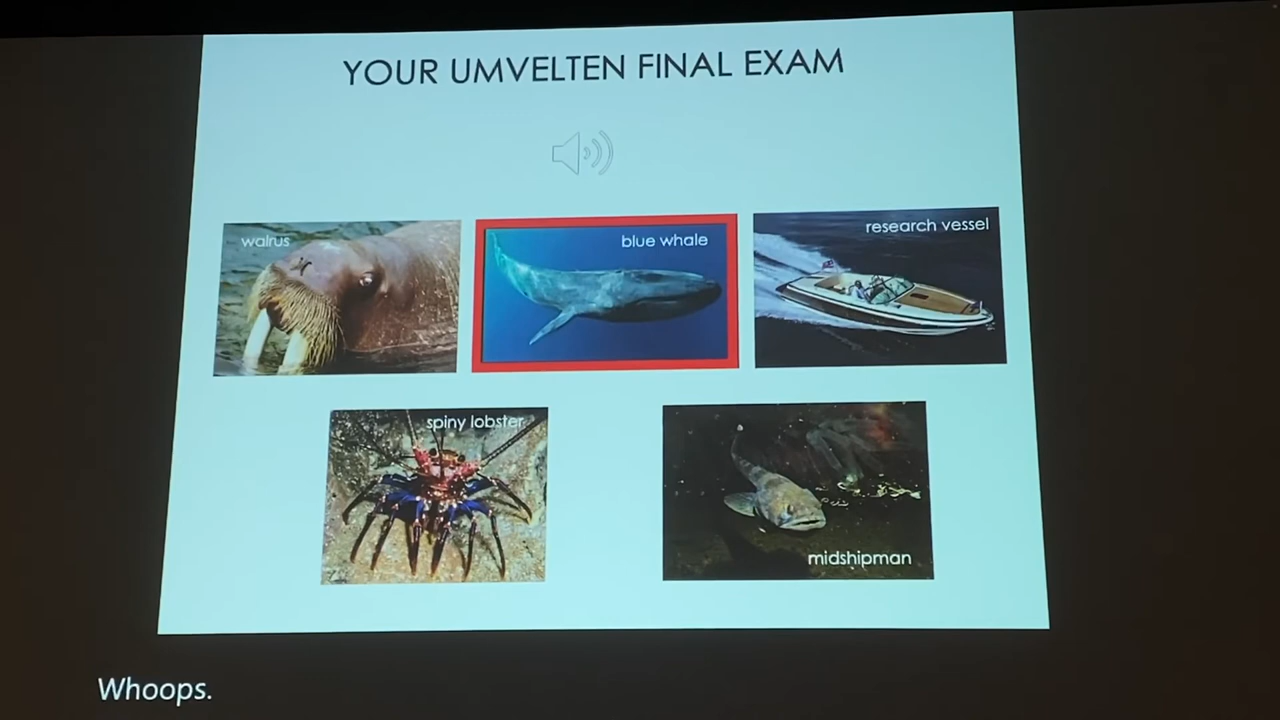 YOUR UMVELTEN FINAL EXAM
walrus
blue whale
research vessel
spiny lobster
midshipman
Whoops.